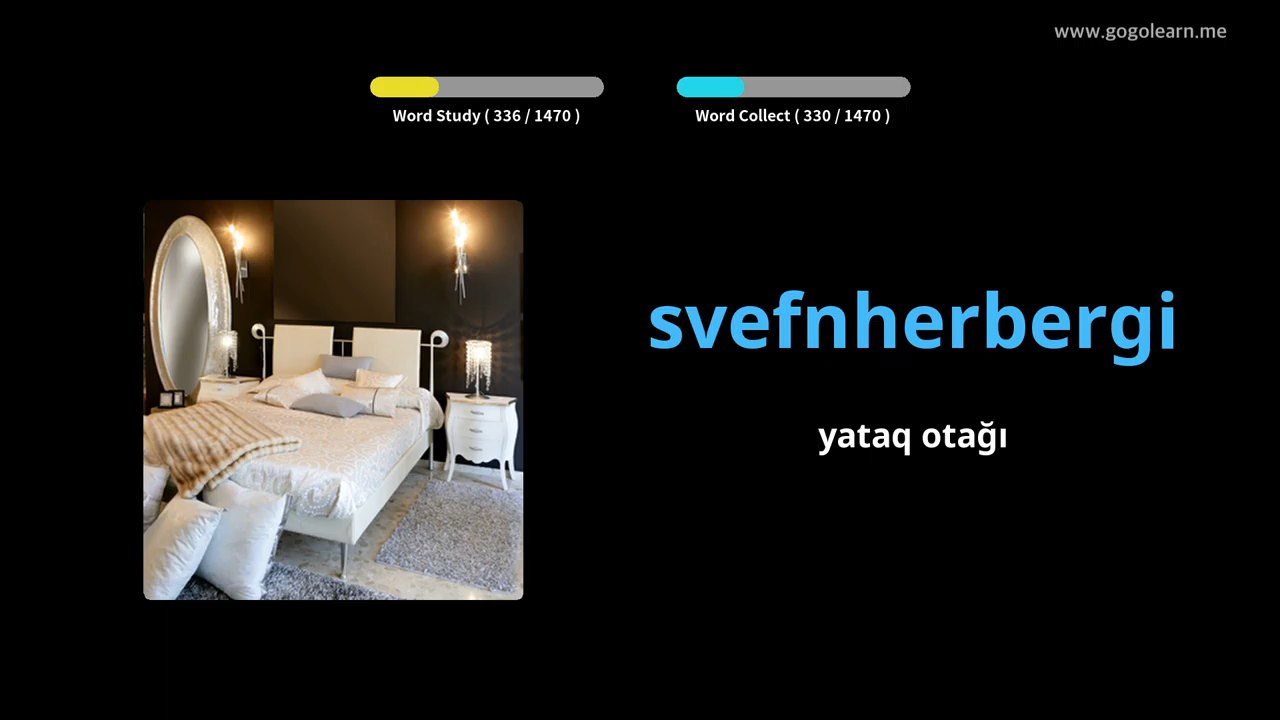 www.gogolearn.me
Word Study ( 336 / 1470 )
Word Collect ( 330 / 1470 )
svefnherbergi
yataq otağı